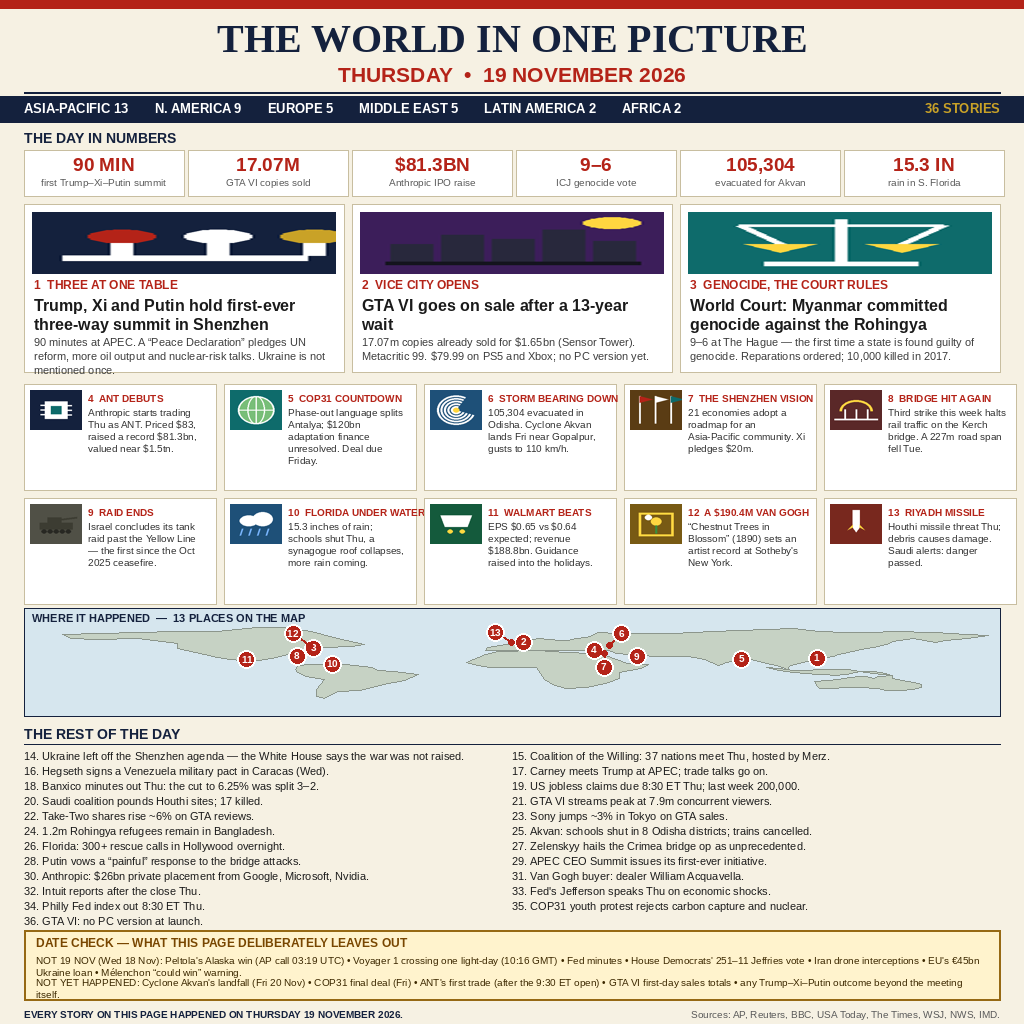 THE WORLD IN ONE PICTURE
THURSDAY • 19 NOVEMBER 2026
ASIA-PACIFIC 13 N. AMERICA 9 EUROPE 5 MIDDLE EAST 5 LATIN AMERICA 2 AFRICA 2 36 STORIES
THE DAY IN NUMBERS
90 MIN
first Trump–Xi–Putin summit
17.07M
GTA VI copies sold
$81.3BN
Anthropic IPO raise
9–6
ICJ genocide vote
105,304
evacuated for Akvan
15.3 IN
rain in S. Florida
1 THREE AT ONE TABLE
Trump, Xi and Putin hold first-ever
three-way summit in Shenzhen
90 minutes at APEC. A “Peace Declaration” pledges UN
reform, more oil output and nuclear-risk talks. Ukraine is not
mentioned once.
2 VICE CITY OPENS
GTA VI goes on sale after a 13-year
wait
17.07m copies already sold for $1.65bn (Sensor Tower).
Metacritic 99. $79.99 on PS5 and Xbox; no PC version yet.
3 GENOCIDE, THE COURT RULES
World Court: Myanmar committed
genocide against the Rohingya
9–6 at The Hague — the first time a state is found guilty of
genocide. Reparations ordered; 10,000 killed in 2017.
4 ANT DEBUTS
Anthropic starts trading
Thu as ANT. Priced $83,
raised a record $81.3bn,
valued near $1.5tn.
5 COP31 COUNTDOWN
Phase-out language splits
Antalya; $120bn
adaptation finance
unresolved. Deal due
Friday.
6 STORM BEARING DOWN
105,304 evacuated in
Odisha. Cyclone Akvan
lands Fri near Gopalpur,
gusts to 110 km/h.
7 THE SHENZHEN VISION
21 economies adopt a
roadmap for an
Asia-Pacific community. Xi
pledges $20m.
8 BRIDGE HIT AGAIN
Third strike this week halts
rail traffic on the Kerch
bridge. A 227m road span
fell Tue.
9 RAID ENDS
Israel concludes its tank
raid past the Yellow Line
— the first since the Oct
2025 ceasefire.
10 FLORIDA UNDER WATER
15.3 inches of rain;
schools shut Thu, a
synagogue roof collapses,
more rain coming.
11 WALMART BEATS
EPS $0.65 vs $0.64
expected; revenue
$188.8bn. Guidance
raised into the holidays.
12 A $190.4M VAN GOGH
“Chestnut Trees in
Blossom” (1890) sets an
artist record at Sotheby's
New York.
13 RIYADH MISSILE
Houthi missile threat Thu;
debris causes damage.
Saudi alerts: danger
passed.
WHERE IT HAPPENED — 13 PLACES ON THE MAP
12
3
8
11
10
13
2
6
4
9
7
5
1
THE REST OF THE DAY
14. Ukraine left off the Shenzhen agenda — the White House says the war was not raised.
15. Coalition of the Willing: 37 nations meet Thu, hosted by Merz.
16. Hegseth signs a Venezuela military pact in Caracas (Wed).
17. Carney meets Trump at APEC; trade talks go on.
18. Banxico minutes out Thu: the cut to 6.25% was split 3–2.
19. US jobless claims due 8:30 ET Thu; last week 200,000.
20. Saudi coalition pounds Houthi sites; 17 killed.
21. GTA VI streams peak at 7.9m concurrent viewers.
22. Take-Two shares rise ~6% on GTA reviews.
23. Sony jumps ~3% in Tokyo on GTA sales.
24. 1.2m Rohingya refugees remain in Bangladesh.
25. Akvan: schools shut in 8 Odisha districts; trains cancelled.
26. Florida: 300+ rescue calls in Hollywood overnight.
27. Zelenskyy hails the Crimea bridge op as unprecedented.
28. Putin vows a “painful” response to the bridge attacks.
29. APEC CEO Summit issues its first-ever initiative.
30. Anthropic: $26bn private placement from Google, Microsoft, Nvidia.
31. Van Gogh buyer: dealer William Acquavella.
32. Intuit reports after the close Thu.
33. Fed's Jefferson speaks Thu on economic shocks.
34. Philly Fed index out 8:30 ET Thu.
35. COP31 youth protest rejects carbon capture and nuclear.
36. GTA VI: no PC version at launch.
DATE CHECK — WHAT THIS PAGE DELIBERATELY LEAVES OUT
NOT 19 NOV (Wed 18 Nov): Peltola's Alaska win (AP call 03:19 UTC) • Voyager 1 crossing one light-day (10:16 GMT) • Fed minutes • House Democrats' 251–11 Jeffries vote • Iran drone interceptions • EU's €45bn
Ukraine loan • Mélenchon “could win” warning.
NOT YET HAPPENED: Cyclone Akvan's landfall (Fri 20 Nov) • COP31 final deal (Fri) • ANT's first trade (after the 9:30 ET open) • GTA VI first-day sales totals • any Trump–Xi–Putin outcome beyond the meeting
itself.
EVERY STORY ON THIS PAGE HAPPENED ON THURSDAY 19 NOVEMBER 2026.
Sources: AP, Reuters, BBC, USA Today, The Times, WSJ, NWS, IMD.